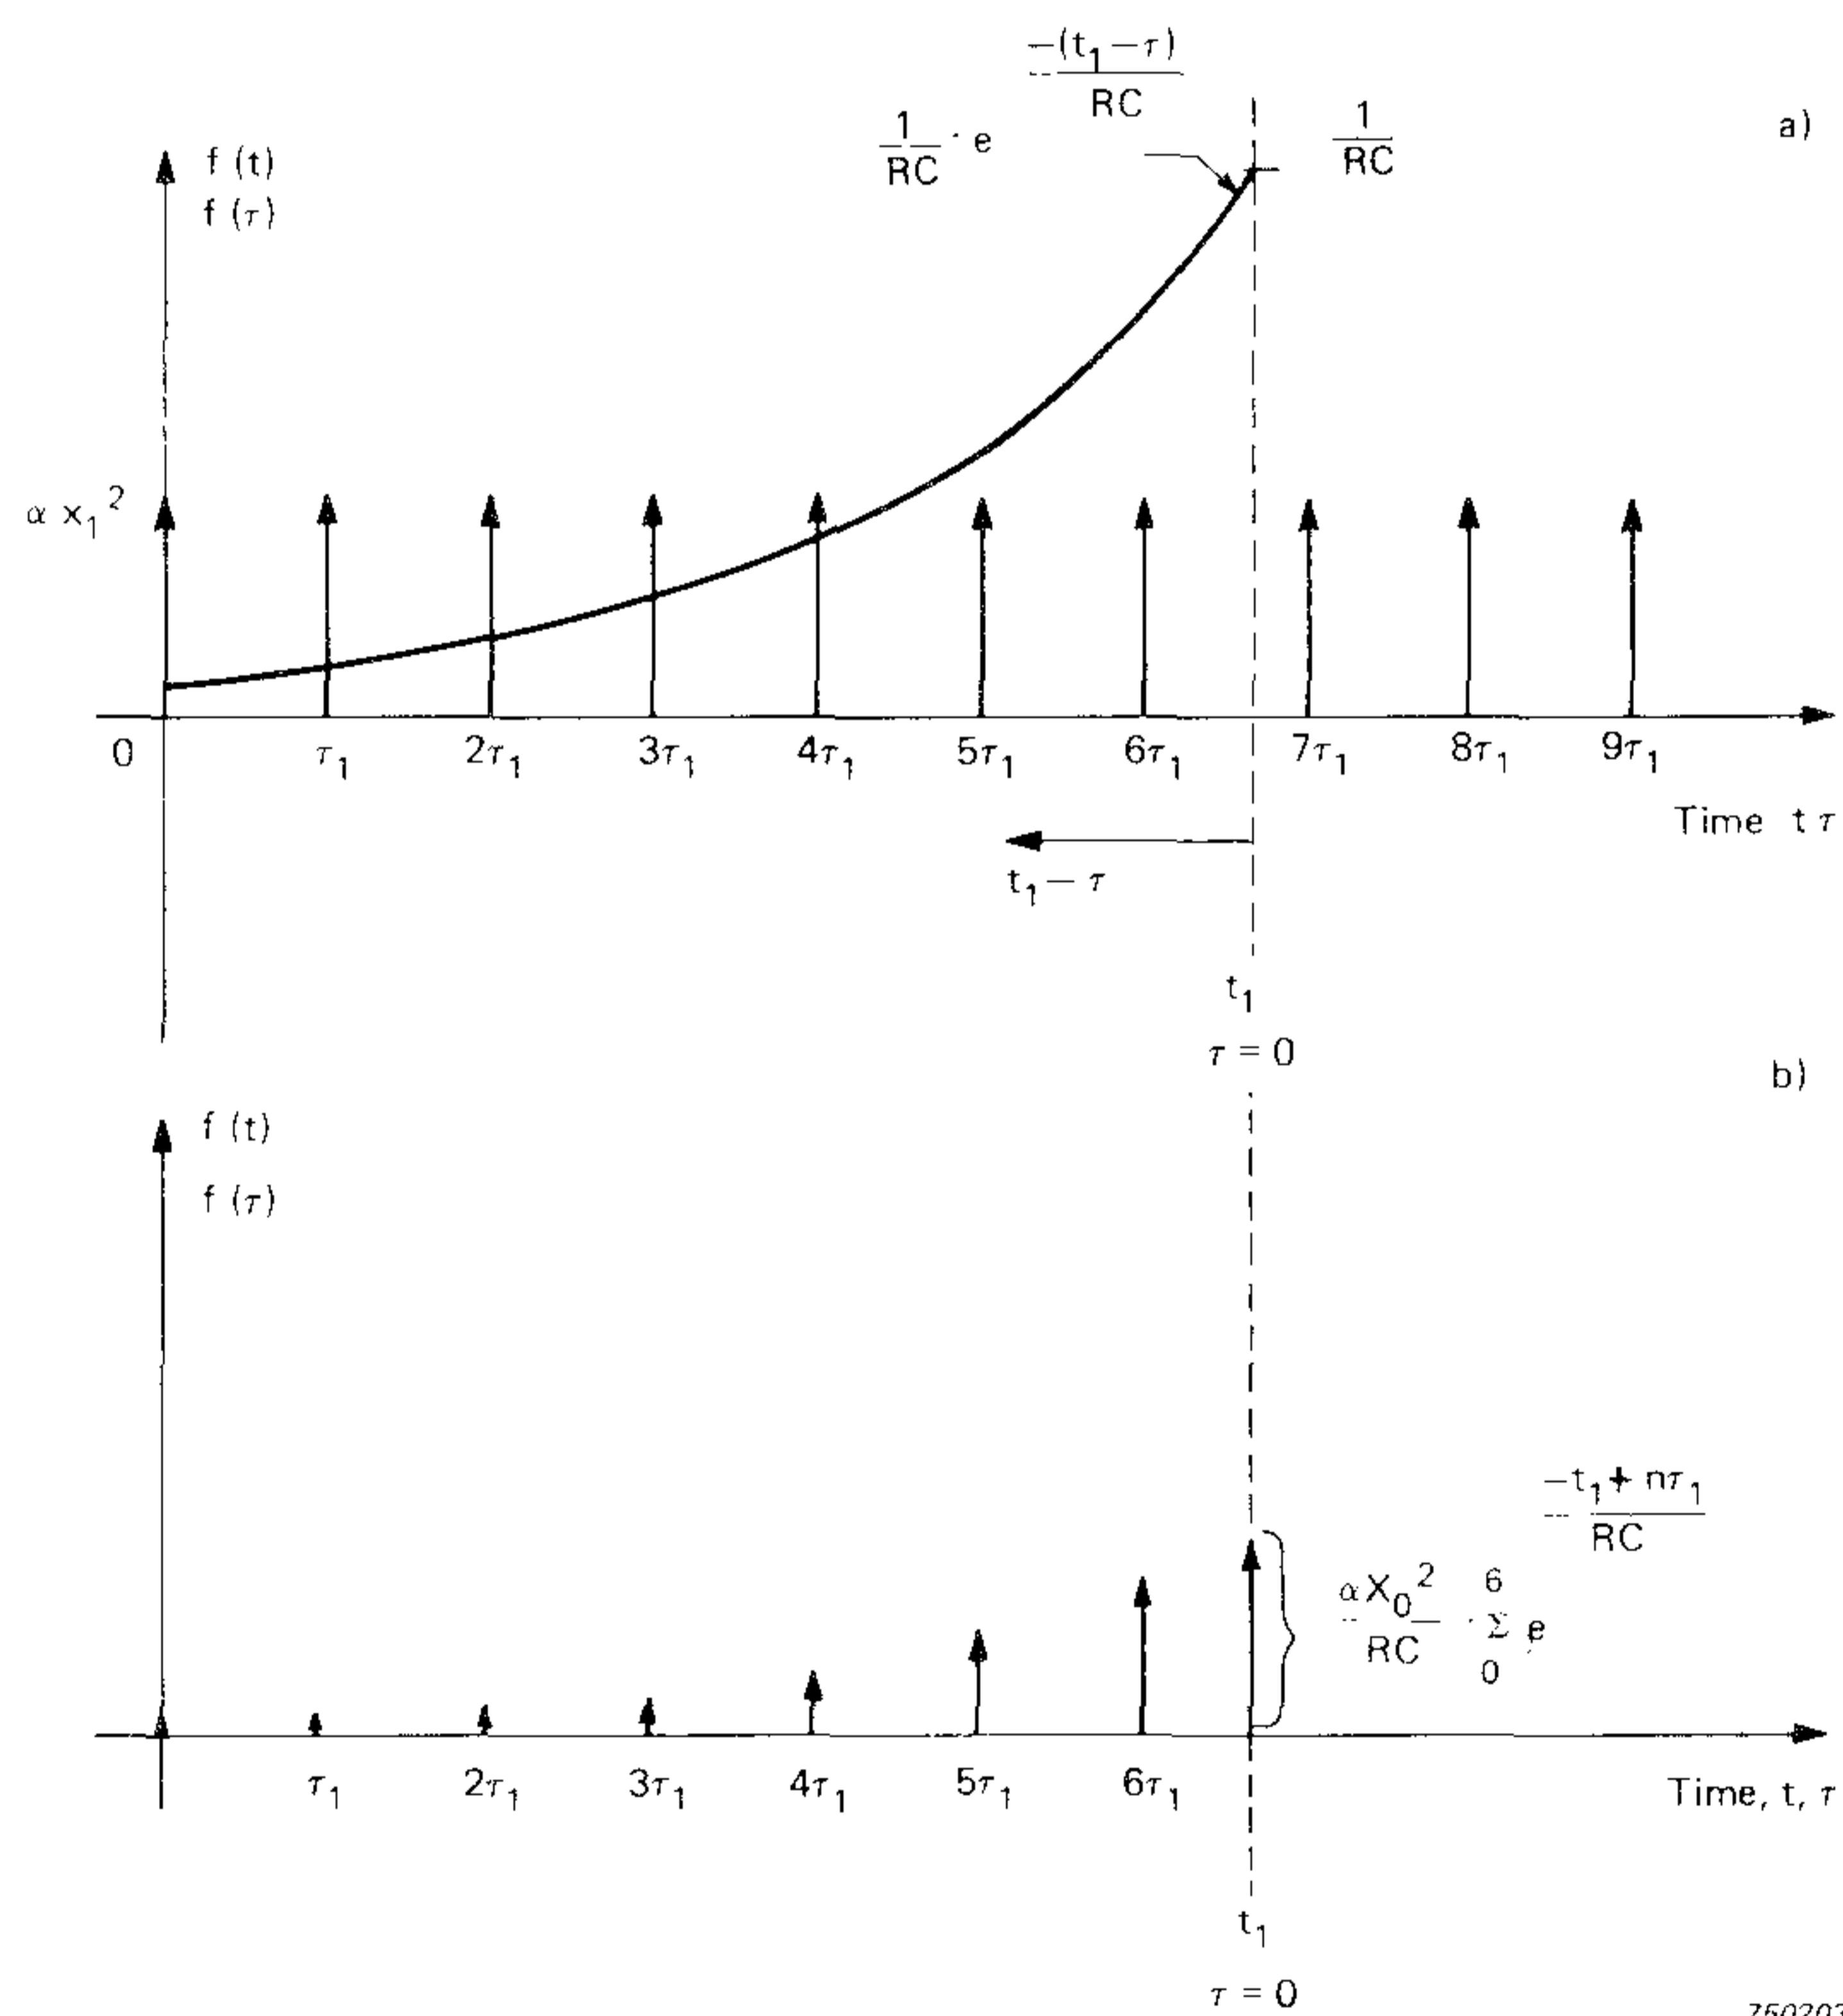 a)
f (t)
f (τ)
1/RC · e −(t₁−τ)/RC
1/RC
α x₁²
0 τ₁ 2τ₁ 3τ₁ 4τ₁ 5τ₁ 6τ₁ 7τ₁ 8τ₁ 9τ₁
Time t τ
t₁− τ
t₁
τ = 0
b)
f (t)
f (τ)
αX₀²/RC · 6 Σ 0 e −t₁+ nτ₁/RC
τ₁ 2τ₁ 3τ₁ 4τ₁ 5τ₁ 6τ₁
Time, t, τ
t₁
τ = 0